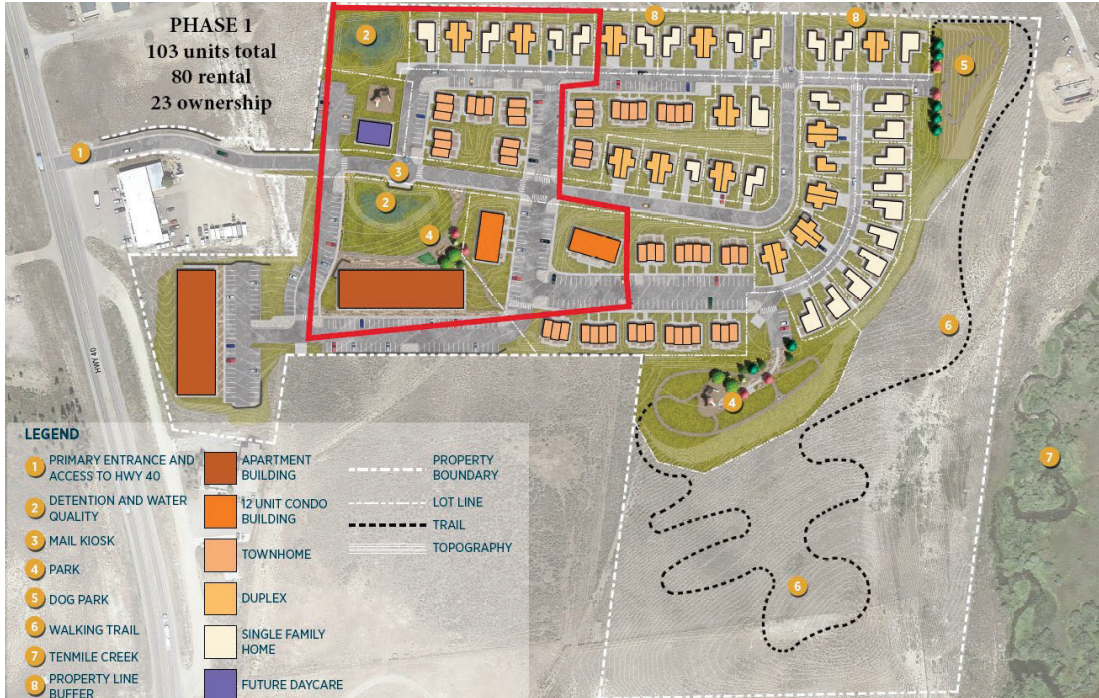 PHASE 1
103 units total
80 rental
23 ownership
2
8
8
5
1
3
2
4
6
4
7
6
HWY 40
LEGEND
1 PRIMARY ENTRANCE AND
ACCESS TO HWY 40
2 DETENTION AND WATER
QUALITY
3 MAIL KIOSK
4 PARK
5 DOG PARK
6 WALKING TRAIL
7 TENMILE CREEK
8 PROPERTY LINE
BUFFER
APARTMENT
BUILDING
12 UNIT CONDO
BUILDING
TOWNHOME
DUPLEX
SINGLE FAMILY
HOME
FUTURE DAYCARE
PROPERTY
BOUNDARY
LOT LINE
TRAIL
TOPOGRAPHY